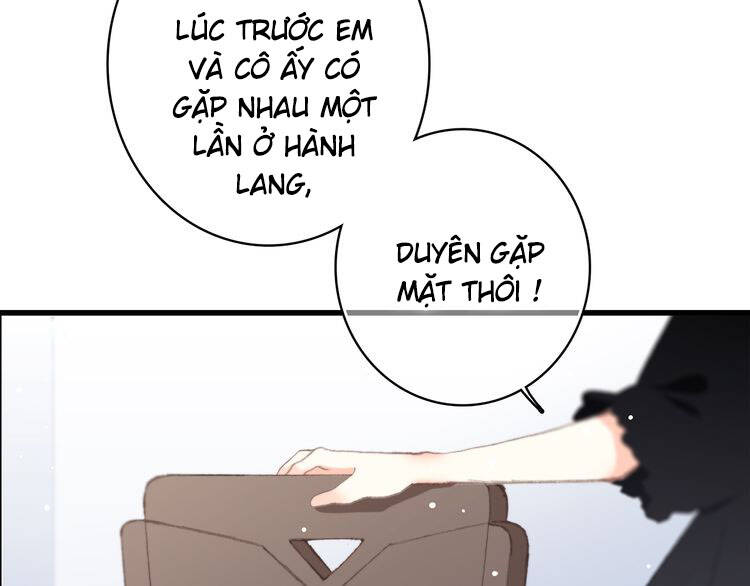 LÚC TRƯỚC EM
VÀ CÔ ẤY CÓ
GẶP NHAU MỘT
LẦN Ở HÀNH
LANG,
DUYÊN GẶP
MẶT THÔI !